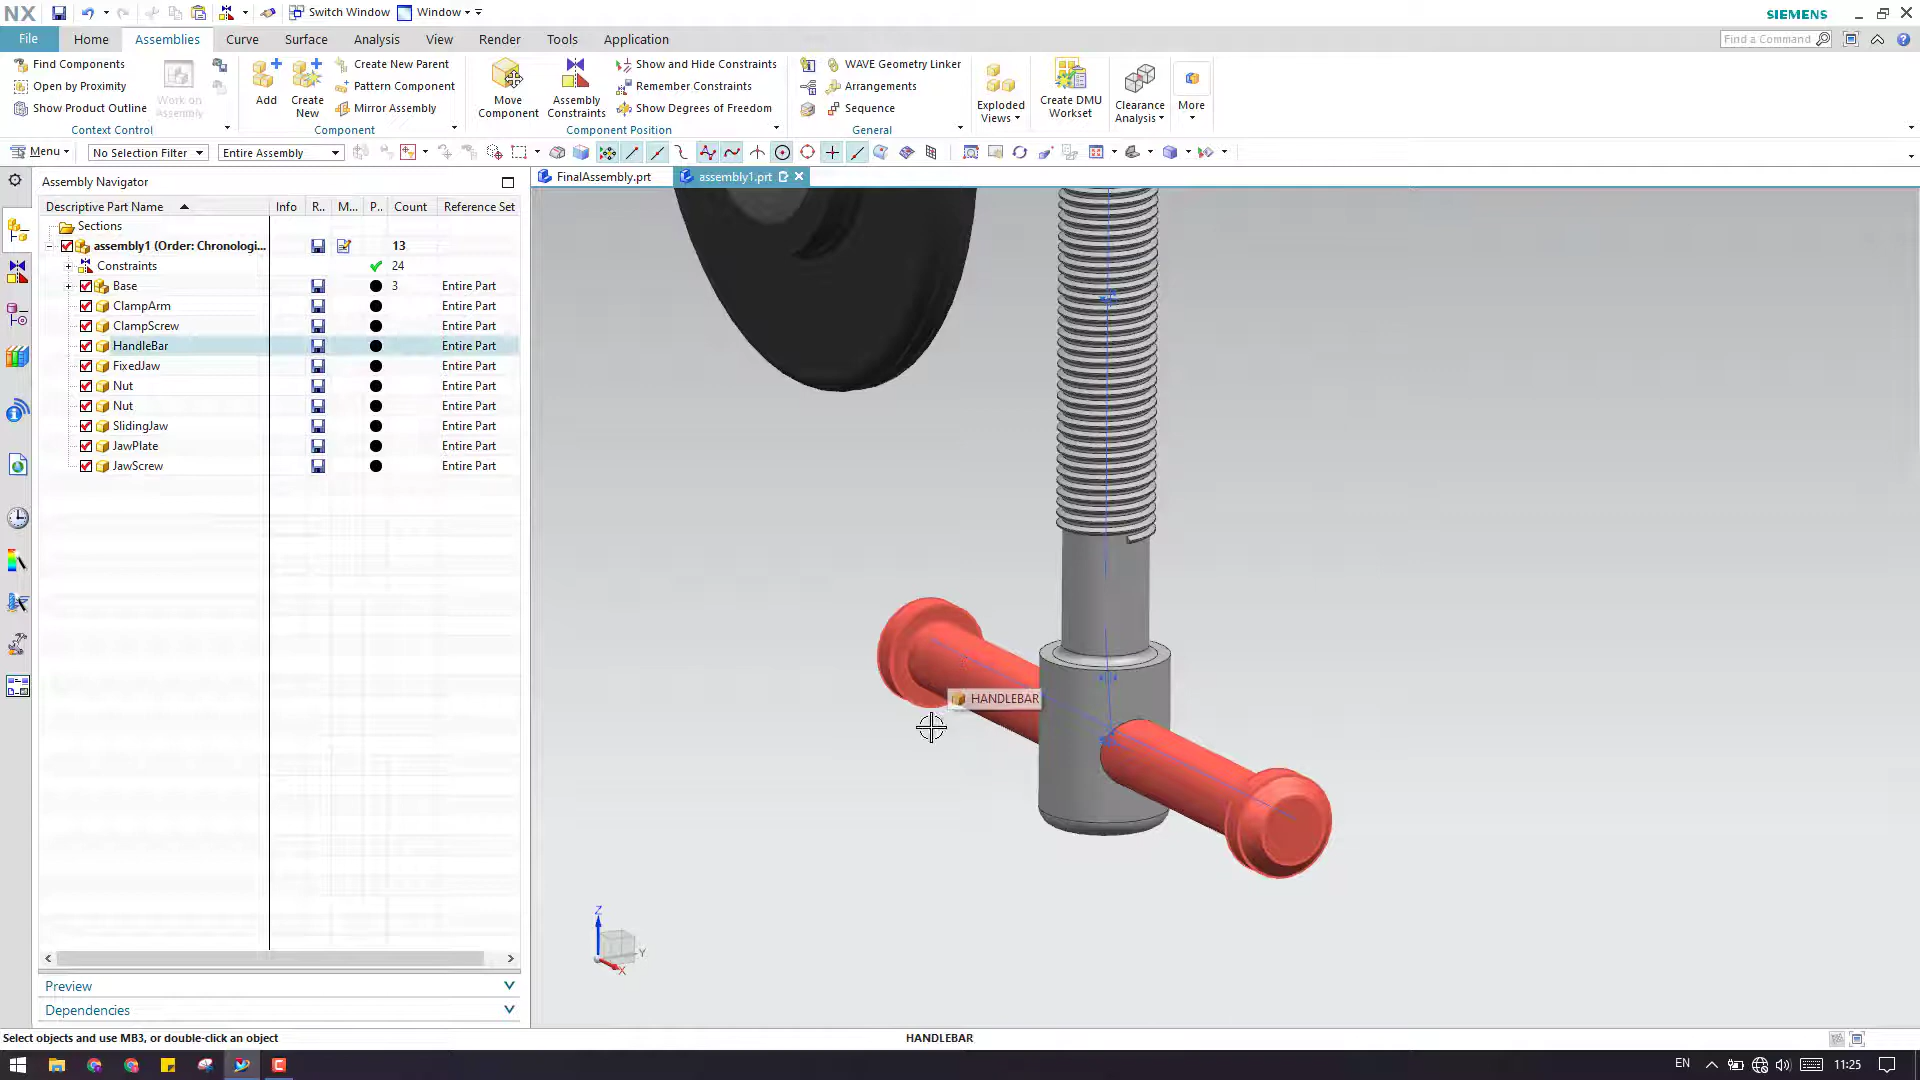 NX Switch Window Window SIEMENS
File Home Assemblies Curve Surface Analysis View Render Tools Application Find a Command
Find Components
Open by Proximity
Show Product Outline
Work on Assembly
Context Control
Add
Create New
Create New Parent
Pattern Component
Mirror Assembly
Component
Move Component
Assembly Constraints
Show and Hide Constraints
Remember Constraints
Show Degrees of Freedom
Component Position
WAVE Geometry Linker
Arrangements
Sequence
General
Exploded Views
Create DMU Workset
Clearance Analysis
More
Menu No Selection Filter Entire Assembly
Assembly Navigator
FinalAssembly.prt assembly1.prt
Descriptive Part Name Info R.. M... P.. Count Reference Set
Sections
assembly1 (Order: Chronologi... 13
Constraints 24
Base 3 Entire Part
ClampArm Entire Part
ClampScrew Entire Part
HandleBar Entire Part
FixedJaw Entire Part
Nut Entire Part
Nut Entire Part
SlidingJaw Entire Part
JawPlate Entire Part
JawScrew Entire Part
HANDLEBAR
Z
Y
X
Preview
Dependencies
Select objects and use MB3, or double-click an object HANDLEBAR
EN 11:25